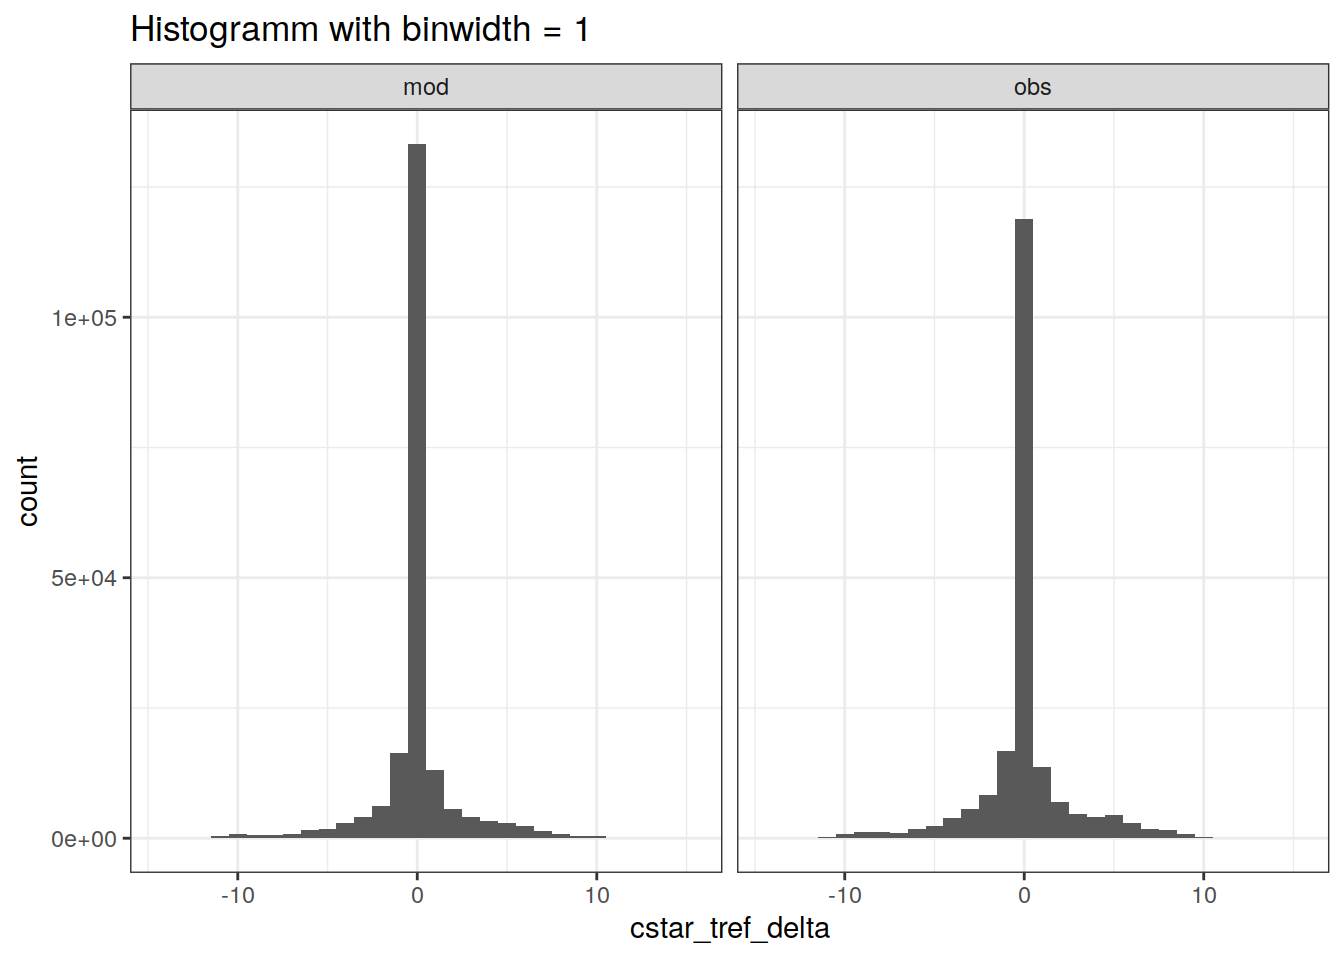 Histogramm with binwidth = 1
mod
obs
count
1e+05
5e+04
0e+00
-10 0 10
-10 0 10
cstar_tref_delta